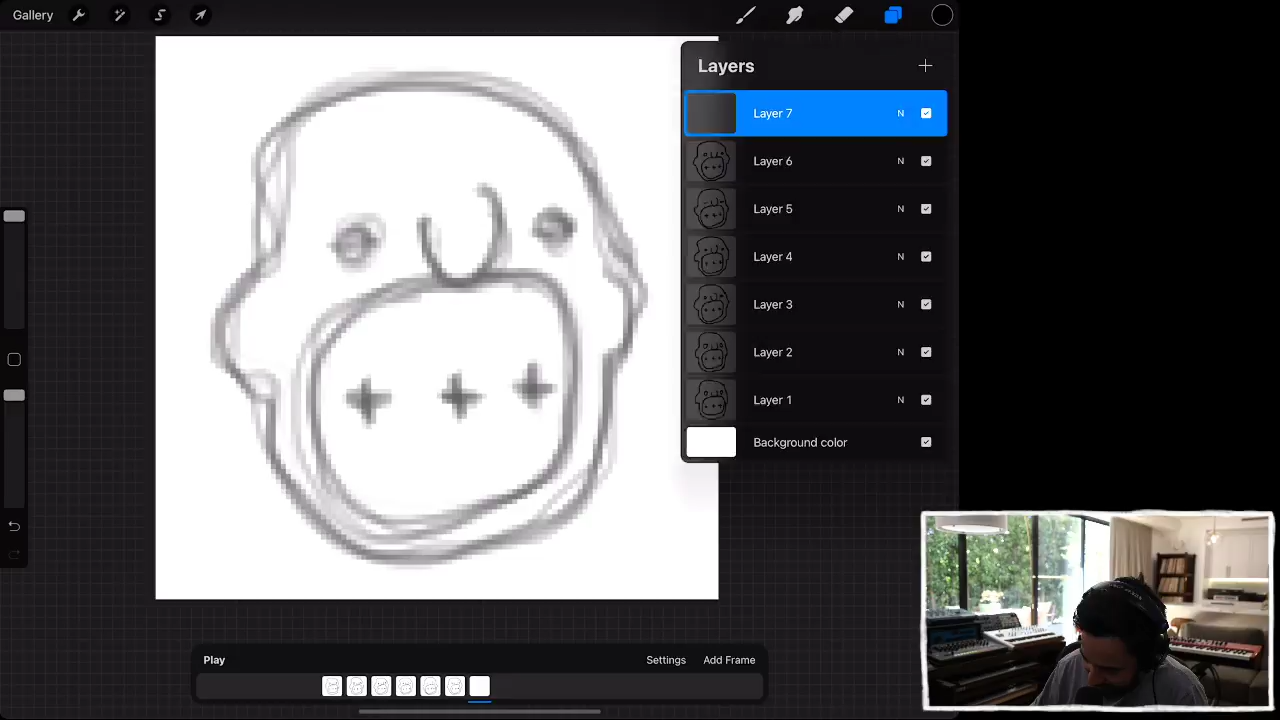 Gallery
Layers
Layer 7 N
Layer 6 N
Layer 5 N
Layer 4 N
Layer 3 N
Layer 2 N
Layer 1 N
Background color
Play Settings Add Frame